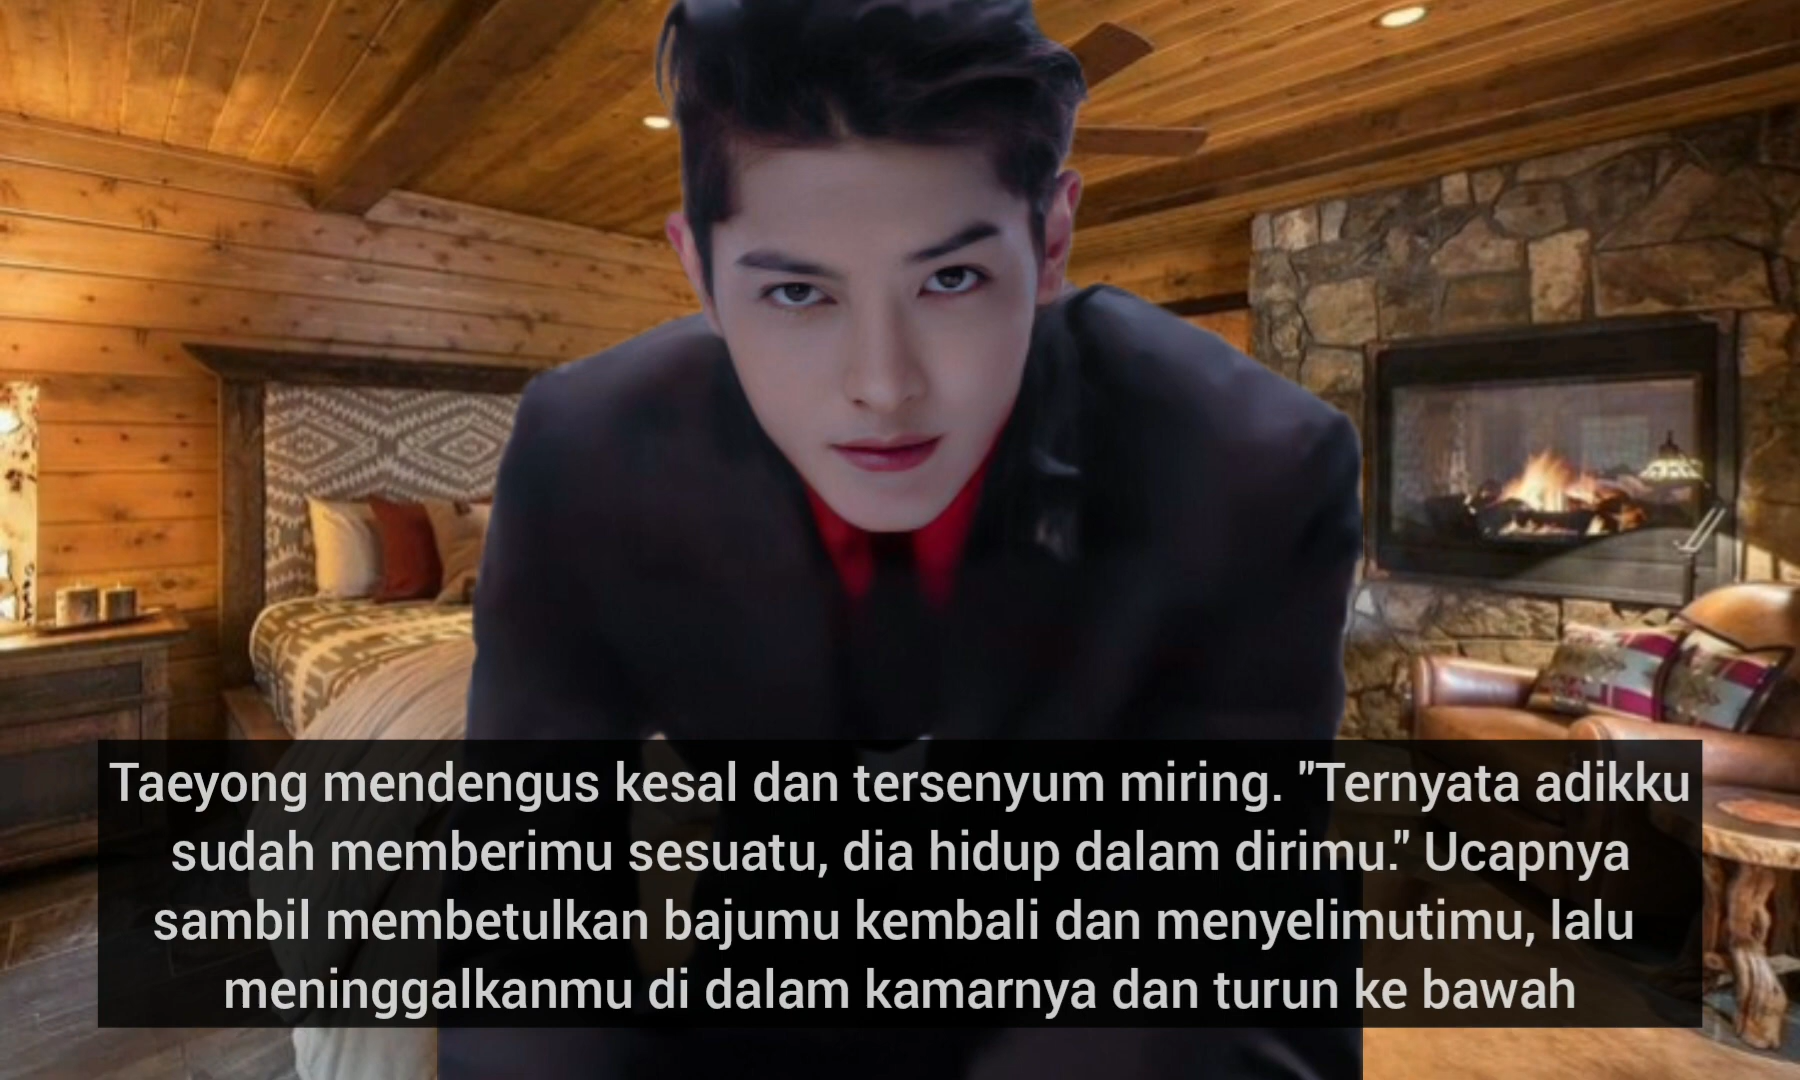 Taeyong mendengus kesal dan tersenyum miring. "Ternyata adikku
sudah memberimu sesuatu, dia hidup dalam dirimu." Ucapnya
sambil membetulkan bajumu kembali dan menyelimutimu, lalu
meninggalkanmu di dalam kamarnya dan turun ke bawah